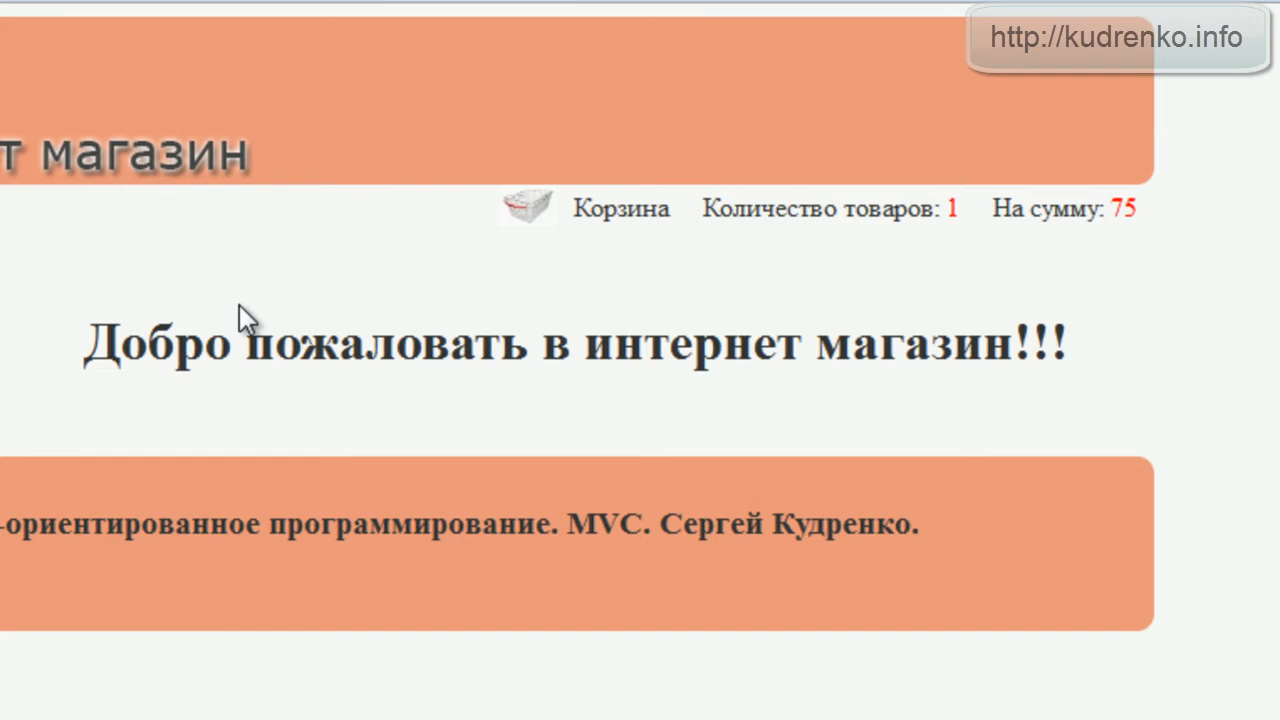 http://kudrenko.info
т магазин
Корзина Количество товаров: 1 На сумму: 75
Добро пожаловать в интернет магазин!!!
-ориентированное программирование. MVC. Сергей Кудренко.